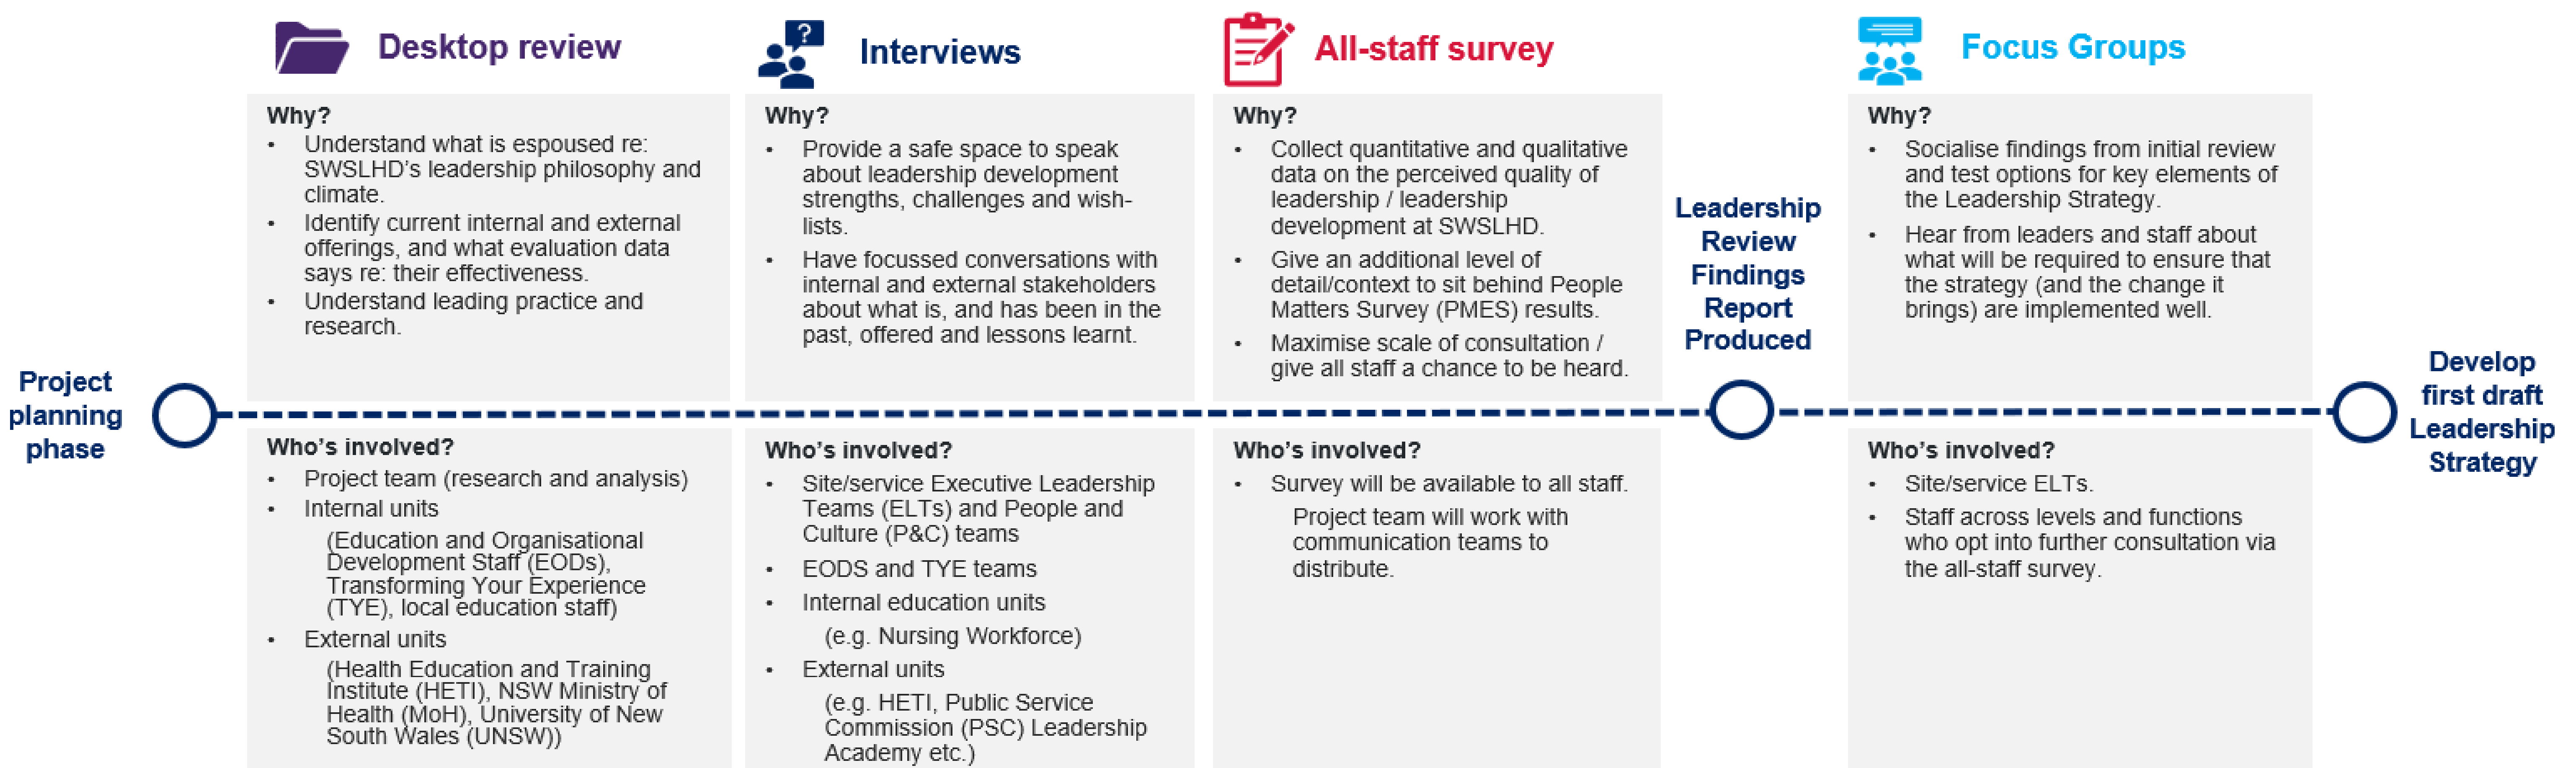 Desktop review
Why?
• Understand what is espoused re:
SWSLHD's leadership philosophy and
climate.
• Identify current internal and external
offerings, and what evaluation data
says re: their effectiveness.
• Understand leading practice and
research.
Interviews
?
Why?
• Provide a safe space to speak
about leadership development
strengths, challenges and wish-
lists.
• Have focussed conversations with
internal and external stakeholders
about what is, and has been in the
past, offered and lessons learnt.
All-staff survey
Why?
• Collect quantitative and qualitative
data on the perceived quality of
leadership / leadership
development at SWSLHD.
• Give an additional level of
detail/context to sit behind People
Matters Survey (PMES) results.
• Maximise scale of consultation /
give all staff a chance to be heard.
Focus Groups
Why?
• Socialise findings from initial review
and test options for key elements of
the Leadership Strategy.
• Hear from leaders and staff about
what will be required to ensure that
the strategy (and the change it
brings) are implemented well.
Project
planning
phase
Leadership
Review
Findings
Report
Produced
Develop
first draft
Leadership
Strategy
Who's involved?
• Project team (research and analysis)
• Internal units
(Education and Organisational
Development Staff (EODs),
Transforming Your Experience
(TYE), local education staff)
• External units
(Health Education and Training
Institute (HETI), NSW Ministry of
Health (MoH), University of New
South Wales (UNSW))
Who's involved?
• Site/service Executive Leadership
Teams (ELTs) and People and
Culture (P&C) teams
• EODS and TYE teams
• Internal education units
(e.g. Nursing Workforce)
• External units
(e.g. HETI, Public Service
Commission (PSC) Leadership
Academy etc.)
Who's involved?
• Survey will be available to all staff.
Project team will work with
communication teams to
distribute.
Who's involved?
• Site/service ELTs.
• Staff across levels and functions
who opt into further consultation via
the all-staff survey.